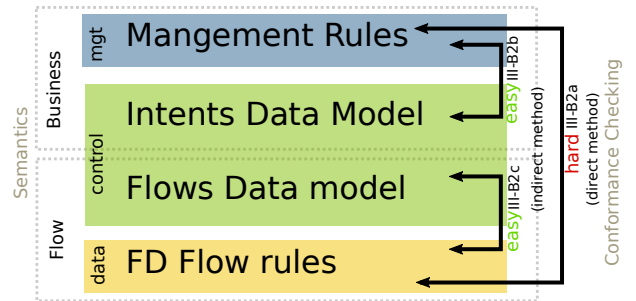 Semantics
Business
Flow
mgt
control
data
Mangement Rules
Intents Data Model
Flows Data model
FD Flow rules
easy III-B2b
easy III-B2c
(indirect method)
hard III-B2a
(direct method)
Conformance Checking